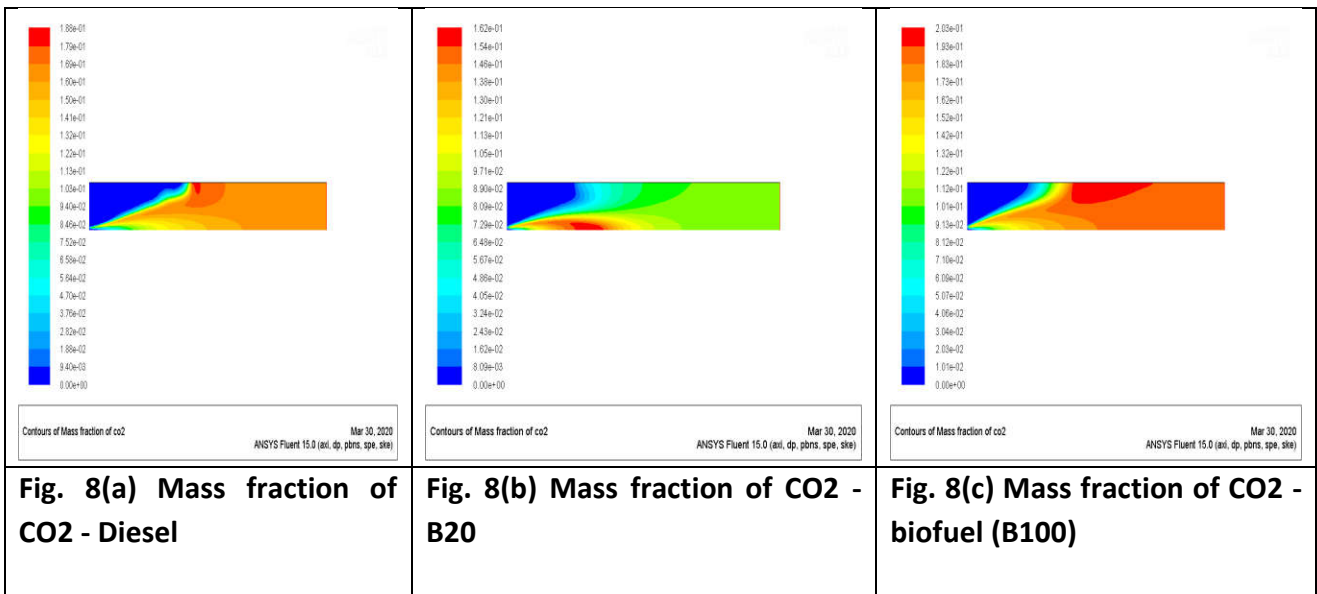 1.88e-01
1.79e-01
1.69e-01
1.60e-01
1.50e-01
1.41e-01
1.32e-01
1.22e-01
1.13e-01
1.03e-01
9.40e-02
8.46e-02
7.52e-02
6.58e-02
5.64e-02
4.70e-02
3.76e-02
2.82e-02
1.88e-02
9.40e-03
0.00e+00
Contours of Mass fraction of co2
Mar 30, 2020
ANSYS Fluent 15.0 (axi, dp, pbns, spe, ske)
1.62e-01
1.54e-01
1.46e-01
1.38e-01
1.30e-01
1.21e-01
1.13e-01
1.05e-01
9.71e-02
8.90e-02
8.09e-02
7.29e-02
6.48e-02
5.67e-02
4.86e-02
4.05e-02
3.24e-02
2.43e-02
1.62e-02
8.09e-03
0.00e+00
Contours of Mass fraction of co2
Mar 30, 2020
ANSYS Fluent 15.0 (axi, dp, pbns, spe, ske)
2.03e-01
1.93e-01
1.83e-01
1.73e-01
1.62e-01
1.52e-01
1.42e-01
1.32e-01
1.22e-01
1.12e-01
1.01e-01
9.13e-02
8.12e-02
7.10e-02
6.09e-02
5.07e-02
4.06e-02
3.04e-02
2.03e-02
1.01e-02
0.00e+00
Contours of Mass fraction of co2
Mar 30, 2020
ANSYS Fluent 15.0 (axi, dp, pbns, spe, ske)
Fig. 8(a) Mass fraction of
CO2 - Diesel
Fig. 8(b) Mass fraction of CO2 -
B20
Fig. 8(c) Mass fraction of CO2 -
biofuel (B100)